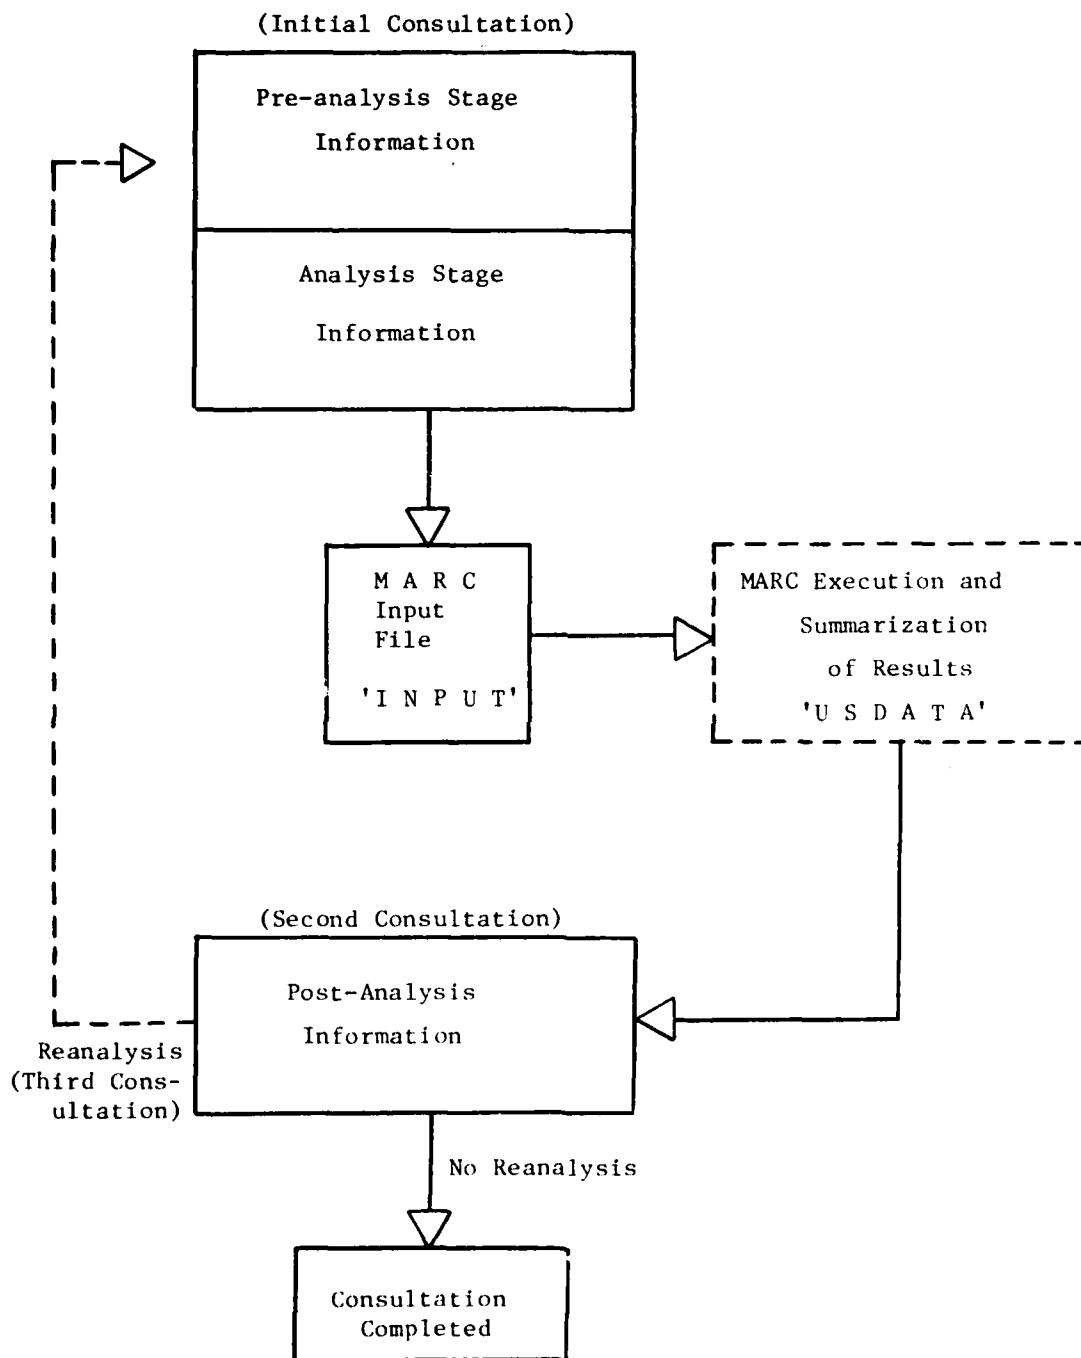 (Initial Consultation)
Pre-analysis Stage
Information
Analysis Stage
Information
M A R C
Input
File
'I N P U T'
MARC Execution and
Summarization
of Results
'U S D A T A'
(Second Consultation)
Post-Analysis
Information
Reanalysis
(Third Cons-
ultation)
No Reanalysis
Consultation
Completed